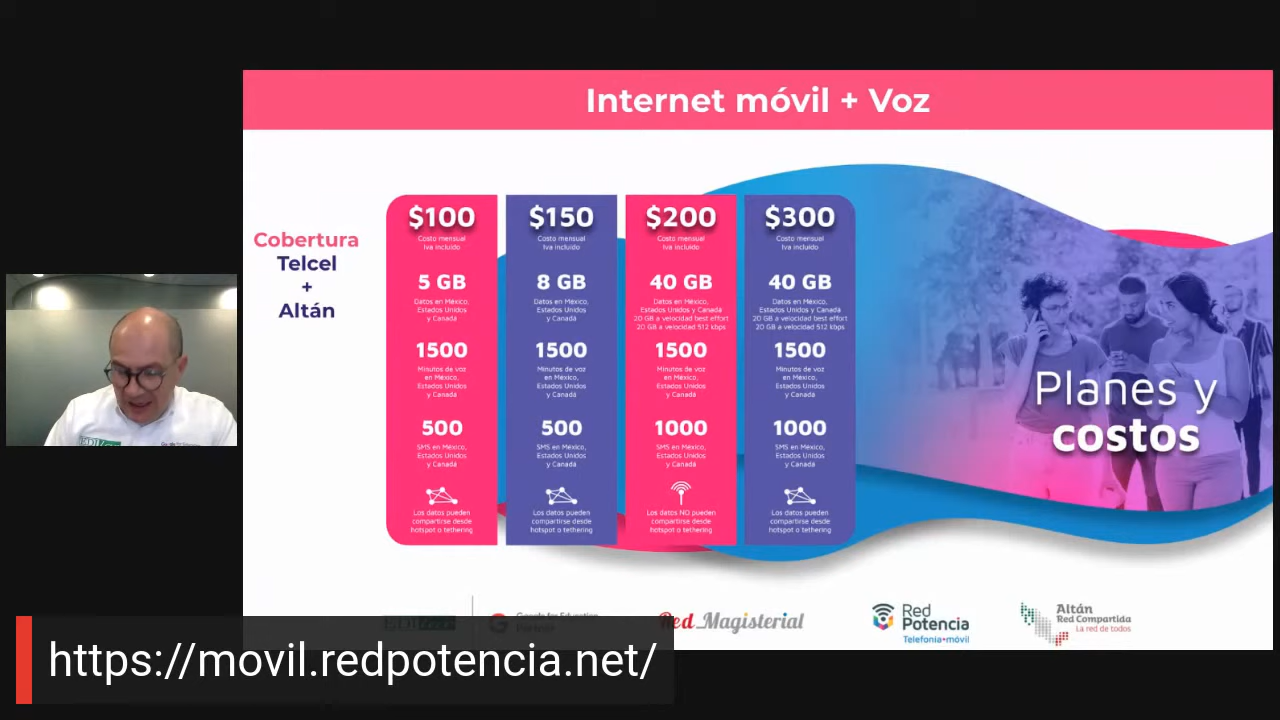 Internet móvil + Voz
Cobertura
Telcel
+
Altán
$100
Costo mensual
Iva incluido
5 GB
Datos en México,
Estados Unidos
y Canadá
1500
Minutos de voz
en México,
Estados Unidos
y Canadá
500
SMS en México,
Estados Unidos
y Canadá
Los datos pueden
compartirse desde
hotspot o tethering
$150
Costo mensual
Iva incluido
8 GB
Datos en México,
Estados Unidos
y Canadá
1500
Minutos de voz
en México,
Estados Unidos
y Canadá
500
SMS en México,
Estados Unidos
y Canadá
Los datos pueden
compartirse desde
hotspot o tethering
$200
Costo mensual
Iva incluido
40 GB
Datos en México,
Estados Unidos y Canadá
20 GB a velocidad best effort
20 GB a velocidad 512 kbps
1500
Minutos de voz
en México,
Estados Unidos
y Canadá
1000
SMS en México,
Estados Unidos
y Canadá
Los datos NO pueden
compartirse desde
hotspot o tethering
$300
Costo mensual
Iva incluido
40 GB
Datos en México,
Estados Unidos y Canadá
20 GB a velocidad best effort
20 GB a velocidad 512 kbps
1500
Minutos de voz
en México,
Estados Unidos
y Canadá
1000
SMS en México,
Estados Unidos
y Canadá
Los datos pueden
compartirse desde
hotspot o tethering
Planes y
costos
Google for Education
Partner
Red_Magisterial
Red
Potencia
Telefonía•móvil
Altán
Red Compartida
La red de todos
https://movil.redpotencia.net/